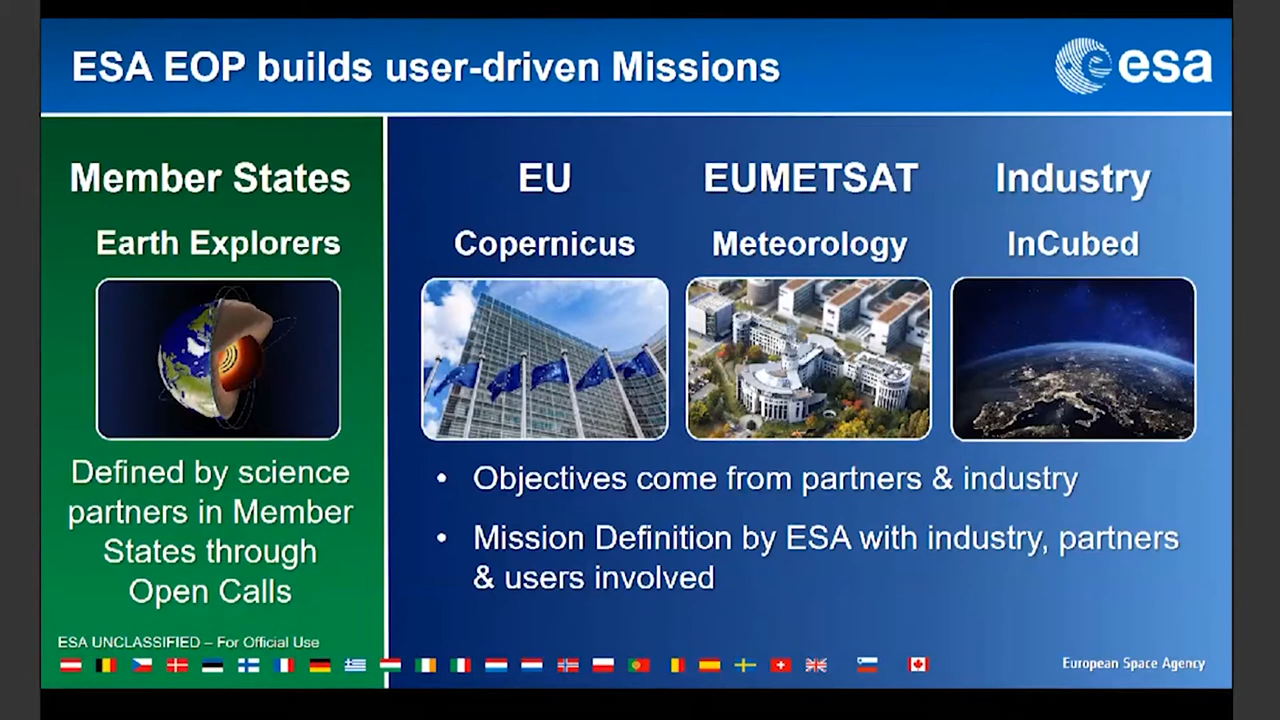 ESA EOP builds user-driven Missions
esa
Member States
Earth Explorers
Defined by science
partners in Member
States through
Open Calls
EU
Copernicus
EUMETSAT
Meteorology
Industry
InCubed
• Objectives come from partners & industry
• Mission Definition by ESA with industry, partners
& users involved
ESA UNCLASSIFIED – For Official Use
European Space Agency